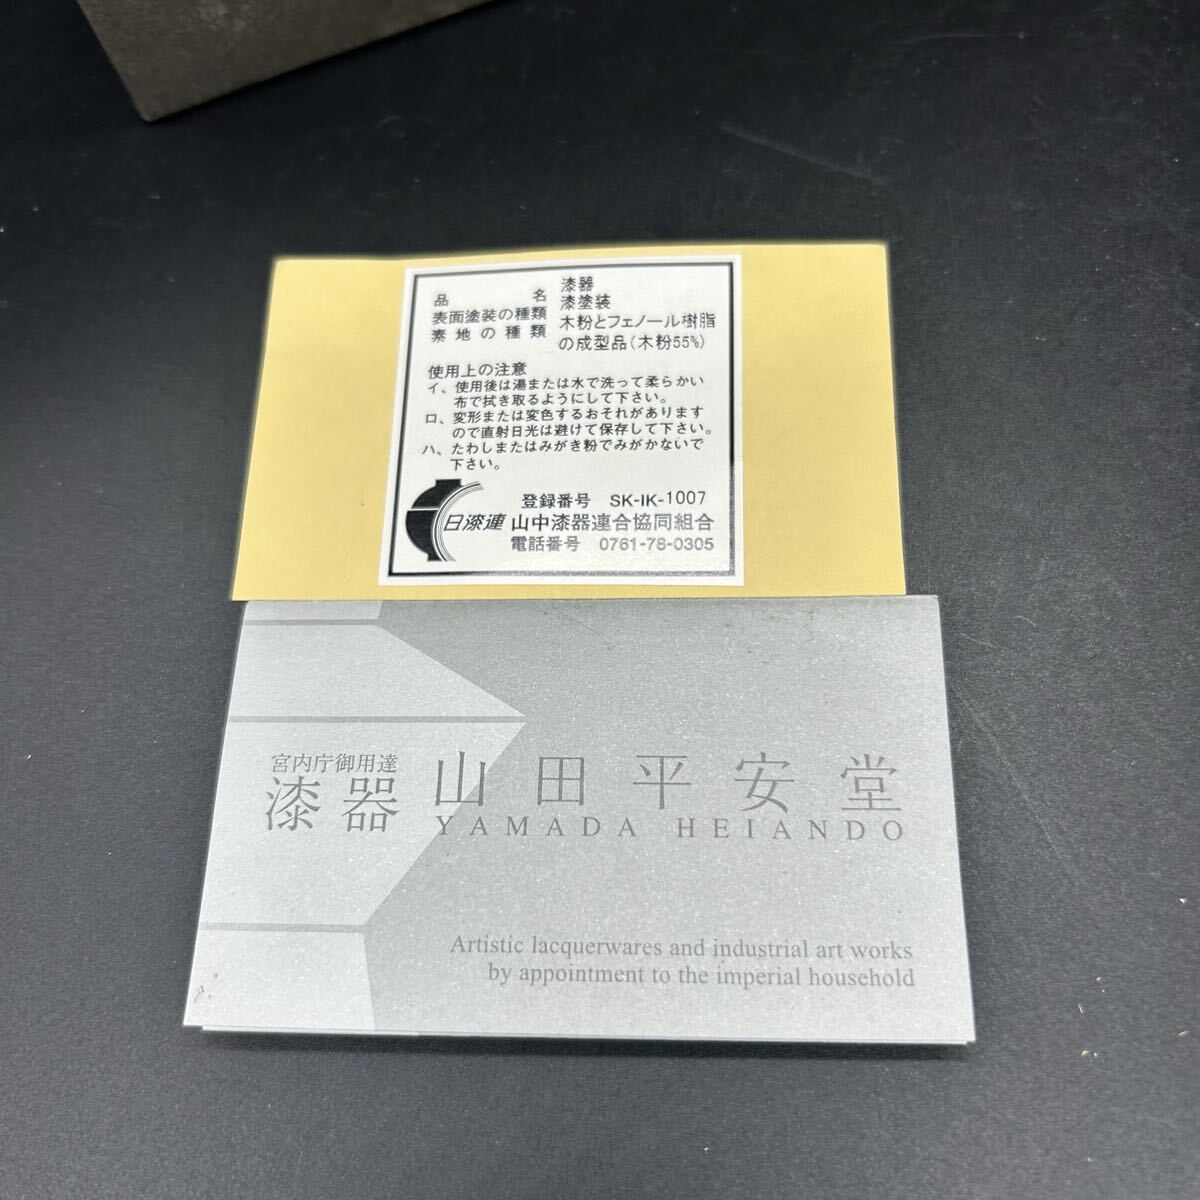 品名 漆器
表面塗装の種類 漆塗装
素地の種類 木粉とフェノール樹脂
の成型品(木粉55%)
使用上の注意
イ、使用後は湯または水で洗って柔らかい
布で拭き取るようにして下さい。
ロ、変形または変色するおそれがあります
ので直射日光は避けて保存して下さい。
ハ、たわしまたはみがき粉でみがかないで
下さい。
登録番号 SK-IK-1007
日漆連 山中漆器連合協同組合
電話番号 0761-78-0305
宮内庁御用達
漆器 山田平安堂
YAMADA HEIANDO
Artistic lacquerwares and industrial art works
by appointment to the imperial household